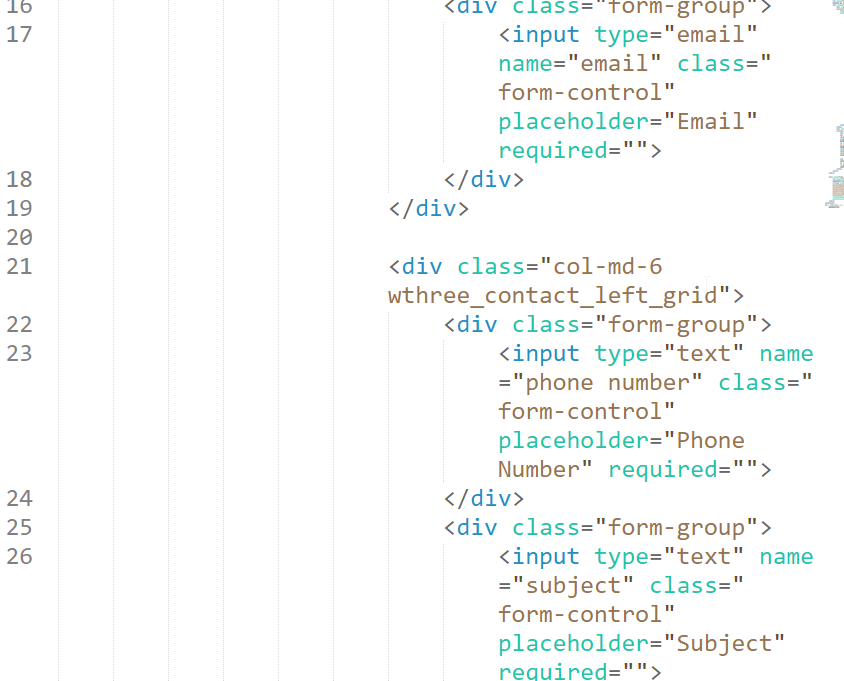 16 <div class="form-group">
17 <input type="email"
name="email" class="
form-control"
placeholder="Email"
required="">
18 </div>
19 </div>
20
21 <div class="col-md-6
wthree_contact_left_grid">
22 <div class="form-group">
23 <input type="text" name
="phone number" class="
form-control"
placeholder="Phone
Number" required="">
24 </div>
25 <div class="form-group">
26 <input type="text" name
="subject" class="
form-control"
placeholder="Subject"
required="">